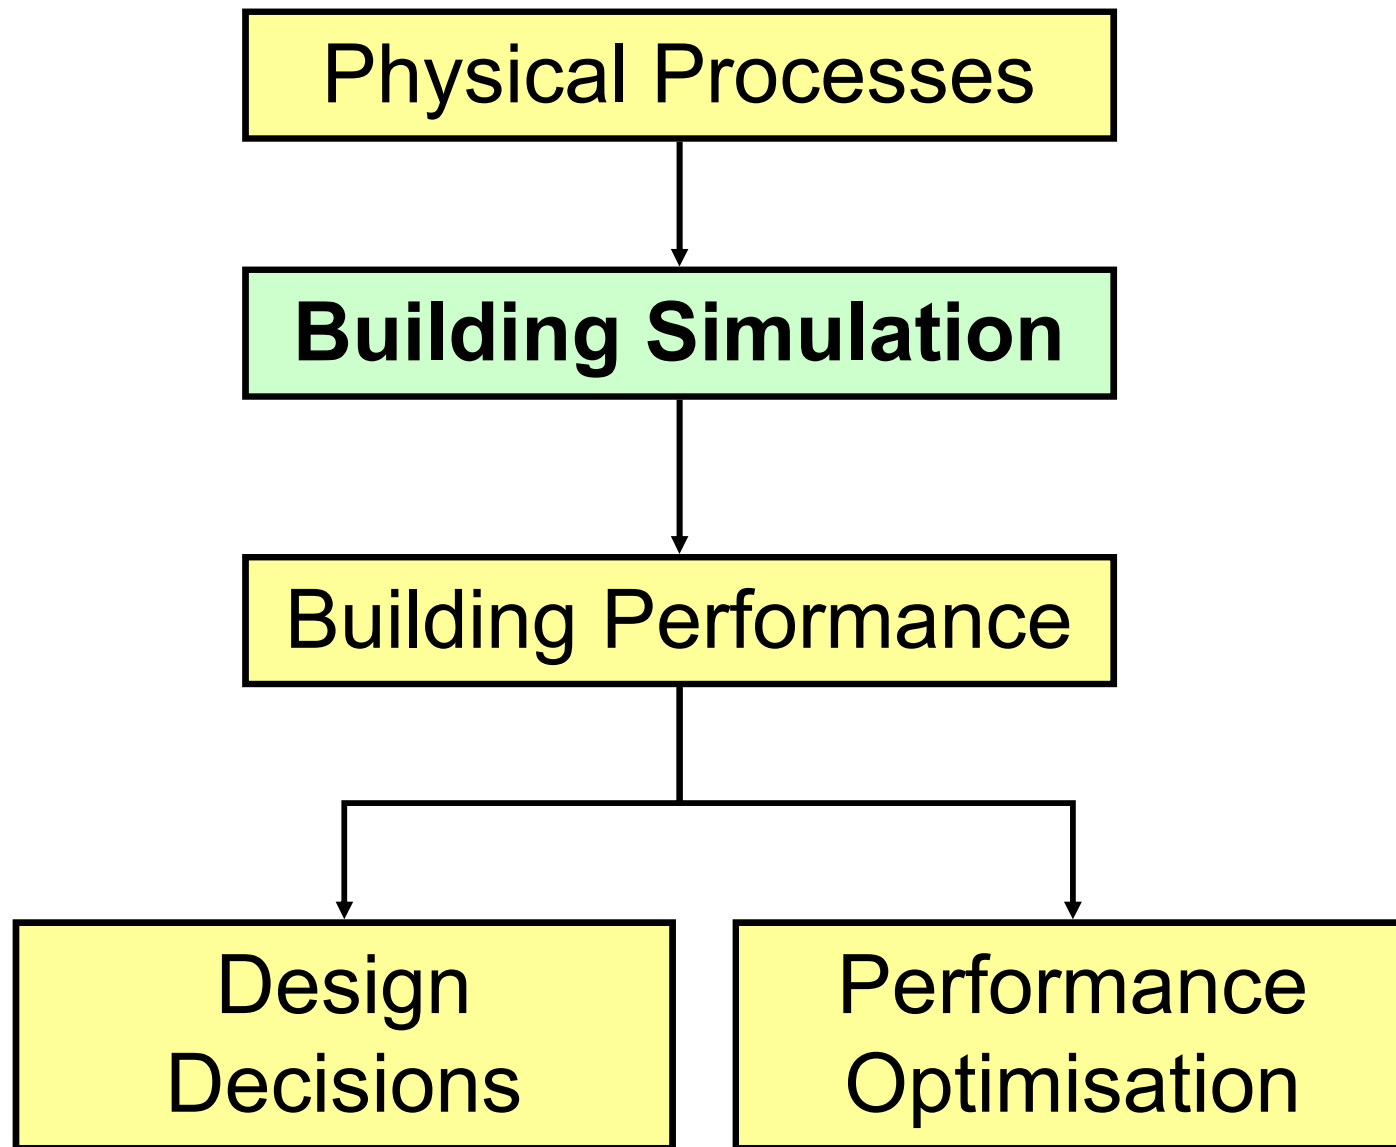 Physical Processes
Building Simulation
Building Performance
Design
Decisions
Performance
Optimisation